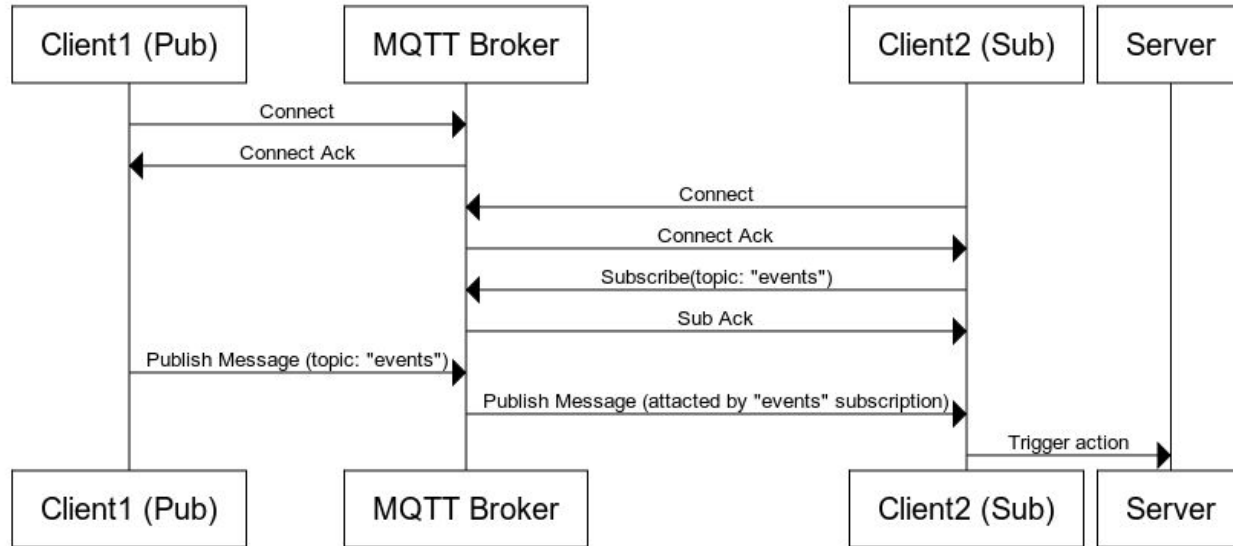 Client1 (Pub)
MQTT Broker
Client2 (Sub)
Server
Connect
Connect Ack
Connect
Connect Ack
Subscribe(topic: "events")
Sub Ack
Publish Message (topic: "events")
Publish Message (attacted by "events" subscription)
Trigger action
Client1 (Pub)
MQTT Broker
Client2 (Sub)
Server